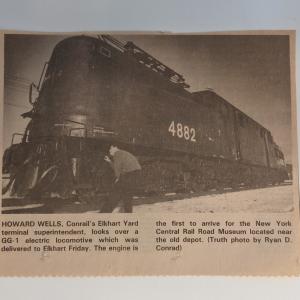 4882
HOWARD WELLS, Conrail's Elkhart Yard
terminal superintendent, looks over a
GG-1 electric locomotive which was
delivered to Elkhart Friday. The engine is
the first to arrive for the New York
Central Rail Road Museum located near
the old depot. (Truth photo by Ryan D.
Conrad)